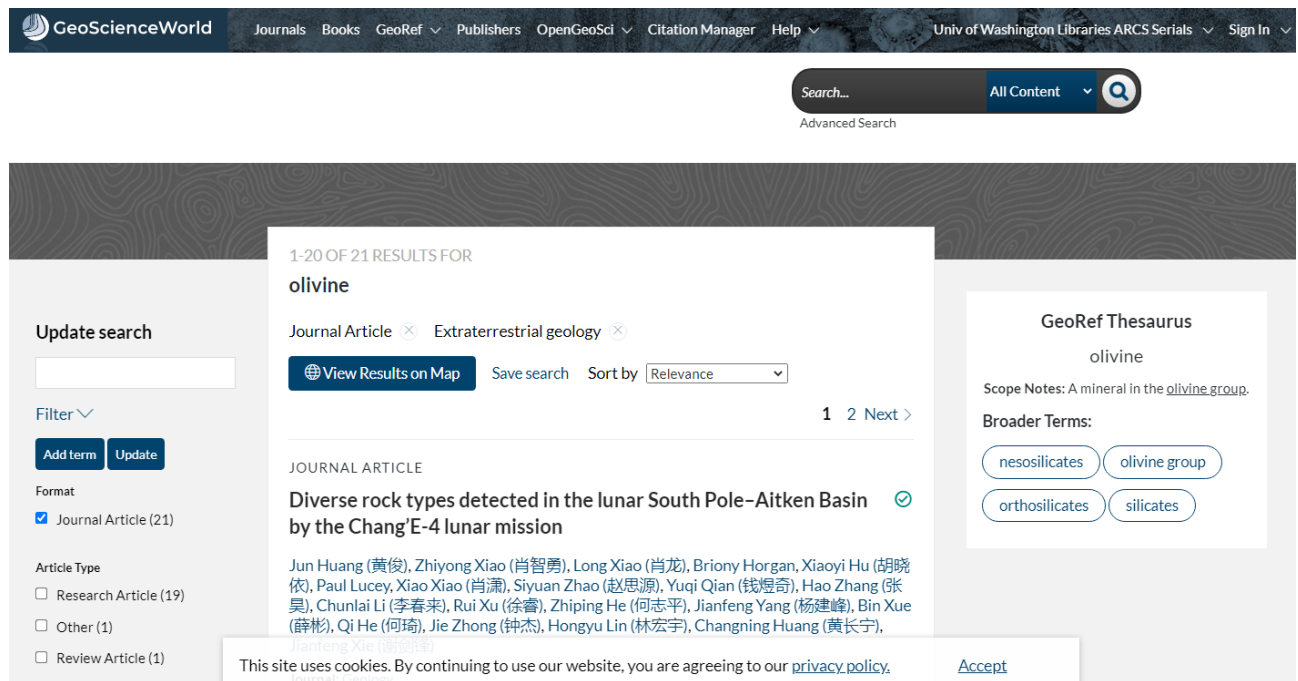 GeoScienceWorld
Journals Books GeoRef Publishers OpenGeoSci Citation Manager Help Univ of Washington Libraries ARCS Serials Sign In
Search... All Content
Advanced Search
1-20 OF 21 RESULTS FOR
olivine
Journal Article Extraterrestrial geology
View Results on Map Save search Sort by Relevance
1 2 Next
JOURNAL ARTICLE
Diverse rock types detected in the lunar South Pole–Aitken Basin
by the Chang’E-4 lunar mission
Jun Huang (黄俊), Zhiyong Xiao (肖智勇), Long Xiao (肖龙), Briony Horgan, Xiaoyi Hu (胡晓
依), Paul Lucey, Xiao Xiao (肖潇), Siyuan Zhao (赵思源), Yuqi Qian (钱煜奇), Hao Zhang (张
昊), Chunlai Li (李春来), Rui Xu (徐睿), Zhiping He (何志平), Jianfeng Yang (杨建峰), Bin Xue
(薛彬), Qi He (何琦), Jie Zhong (钟杰), Hongyu Lin (林宏宇), Changning Huang (黄长宁),
Jianfeng Xie (谢剑锋)
Journal: Geology
Update search
Filter
Add term Update
Format
Journal Article (21)
Article Type
Research Article (19)
Other (1)
Review Article (1)
GeoRef Thesaurus
olivine
Scope Notes: A mineral in the olivine group.
Broader Terms:
nesosilicates olivine group
orthosilicates silicates
This site uses cookies. By continuing to use our website, you are agreeing to our privacy policy. Accept